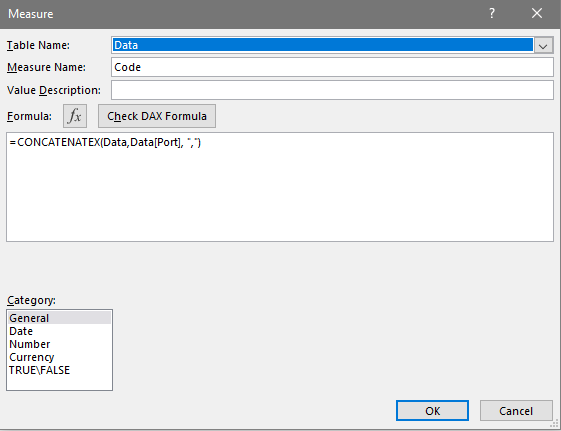 Measure ?
Table Name: Data
Measure Name: Code
Value Description:
Formula: fx Check DAX Formula
=CONCATENATEX(Data,Data[Port], ",")
Category:
General
Date
Number
Currency
TRUE\FALSE
OK Cancel